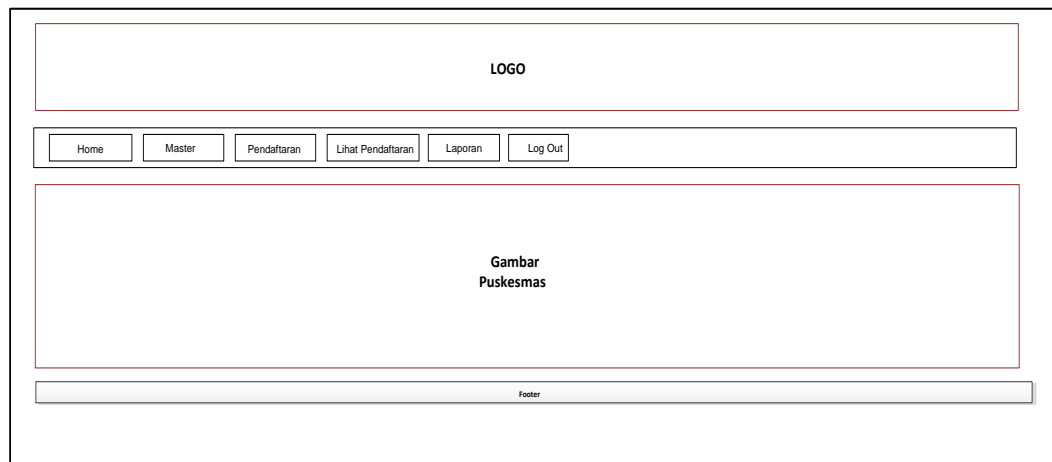 LOGO
Home Master Pendaftaran Lihat Pendaftaran Laporan Log Out
Gambar
Puskesmas
Footer